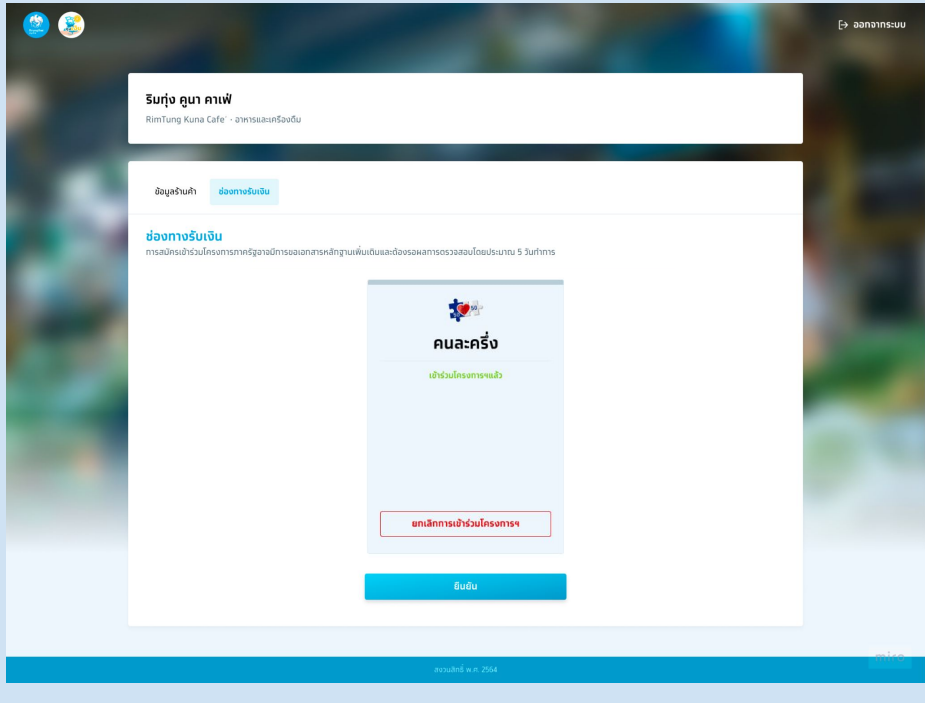 ออกจากระบบ
ริมทุ่ง คูนา คาเฟ่
RimTung Kuna Cafe` · อาหารและเครื่องดื่ม
ข้อมูลร้านค้า ช่องทางรับเงิน
ช่องทางรับเงิน
การสมัครเข้าร่วมโครงการภาครัฐอาจมีการขอเอกสารหลักฐานเพิ่มเติมและต้องรอผลการตรวจสอบโดยประมาณ 5 วันทำการ
50
คนละครึ่ง
เข้าร่วมโครงการฯแล้ว
ยกเลิกการเข้าร่วมโครงการฯ
ยืนยัน
miro
สงวนสิทธิ์ พ.ศ. 2564